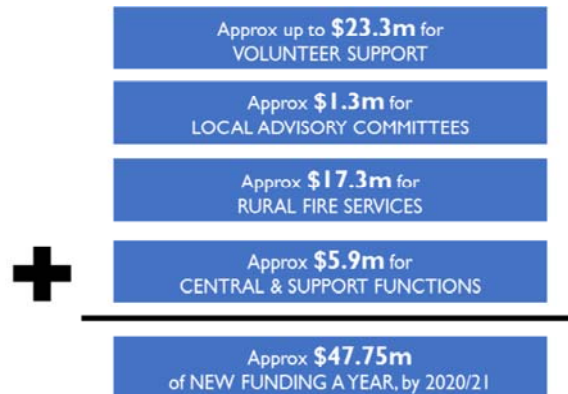 Approx up to $23.3m for
VOLUNTEER SUPPORT
Approx $1.3m for
LOCAL ADVISORY COMMITTEES
Approx $17.3m for
RURAL FIRE SERVICES
Approx $5.9m for
CENTRAL & SUPPORT FUNCTIONS
Approx $47.75m
of NEW FUNDING A YEAR, by 2020/21